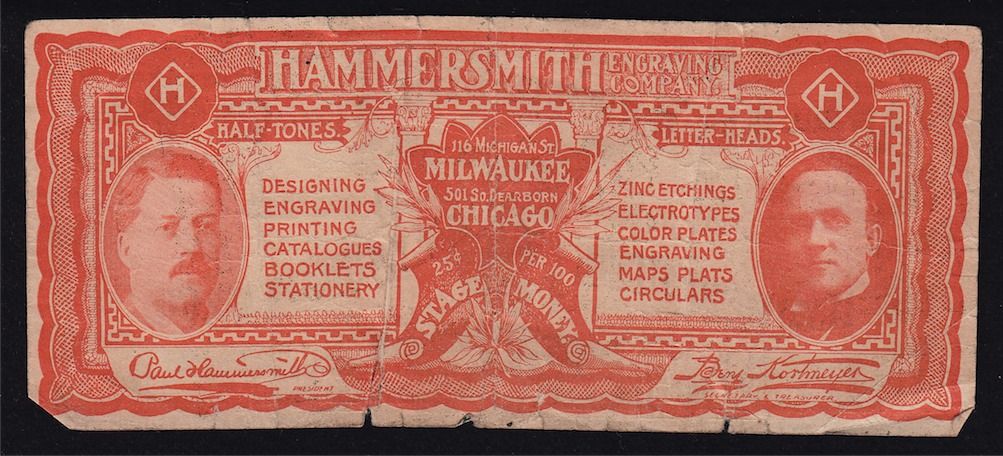 HAMMERSMITH ENGRAVING COMPANY.
H
H
HALF-TONES.
LETTER-HEADS.
116 MICHIGAN ST.
MILWAUKEE
501 SO. DEARBORN
CHICAGO
DESIGNING
ENGRAVING
PRINTING
CATALOGUES
BOOKLETS
STATIONERY
ZINC ETCHINGS
ELECTROTYPES
COLOR PLATES
ENGRAVING
MAPS PLATS
CIRCULARS
25¢ PER 100
STAGE MONEY.
Paul Hammersmith
PRESIDENT
Kortmeyer
SECRETARY & TREASURER